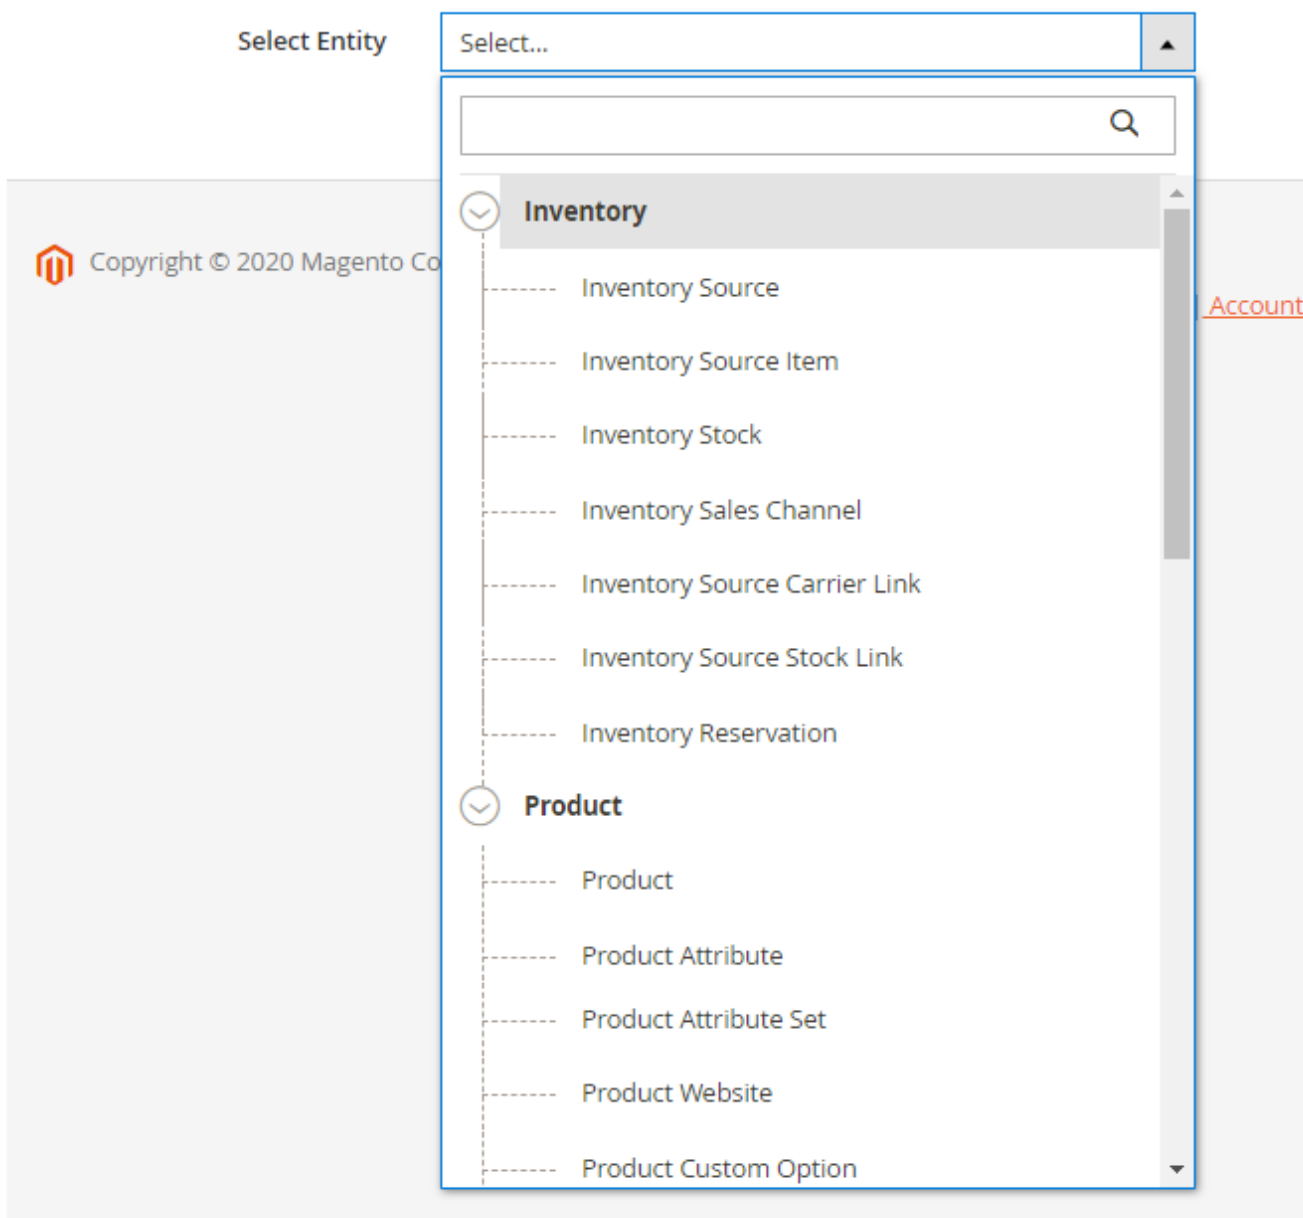 Select Entity
Select...
Inventory
Copyright © 2020 Magento Co
Inventory Source
Account
Inventory Source Item
Inventory Stock
Inventory Sales Channel
Inventory Source Carrier Link
Inventory Source Stock Link
Inventory Reservation
Product
Product
Product Attribute
Product Attribute Set
Product Website
Product Custom Option